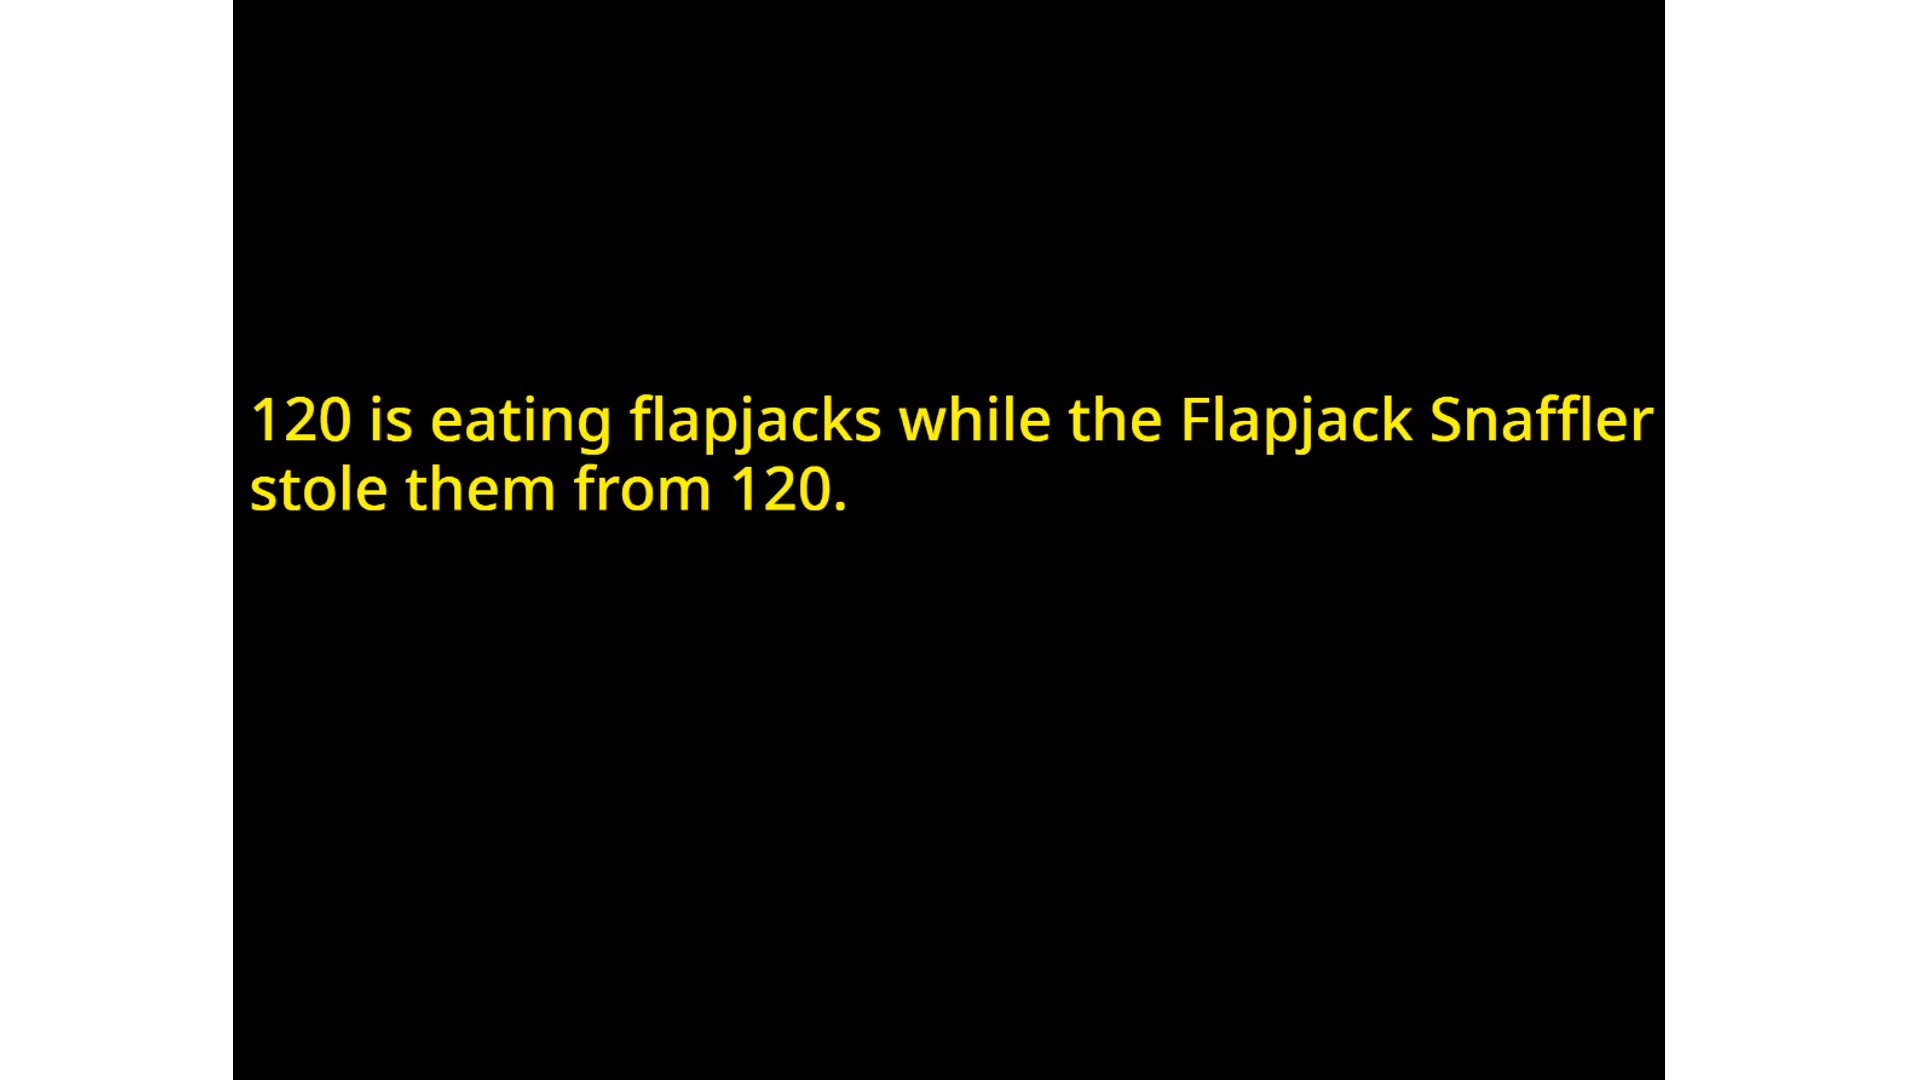 120 is eating flapjacks while the Flapjack Snaffler
stole them from 120.